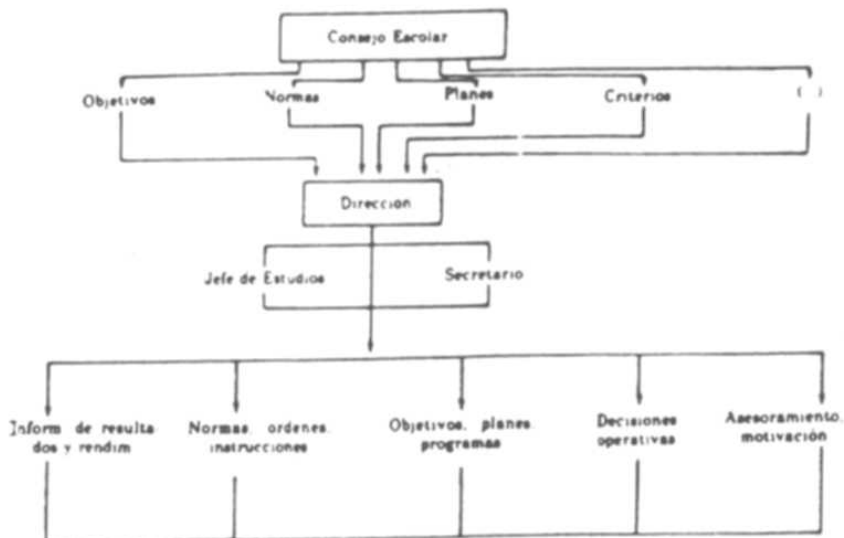 Consejo Escolar
Objetivos
Normas
Planes
Criterios
( )
Direccion
Jefe de Estudios
Secretario
Inform de resulta
dos y rendim
Normas, ordenes,
instrucciones
Objetivos, planes,
programas
Decisiones
operativas
Asesoramiento,
motivación